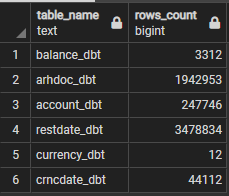 table_name rows_count
text bigint
1 balance_dbt 3312
2 arhdoc_dbt 1942953
3 account_dbt 247746
4 restdate_dbt 3478834
5 currency_dbt 12
6 crncdate_dbt 44112